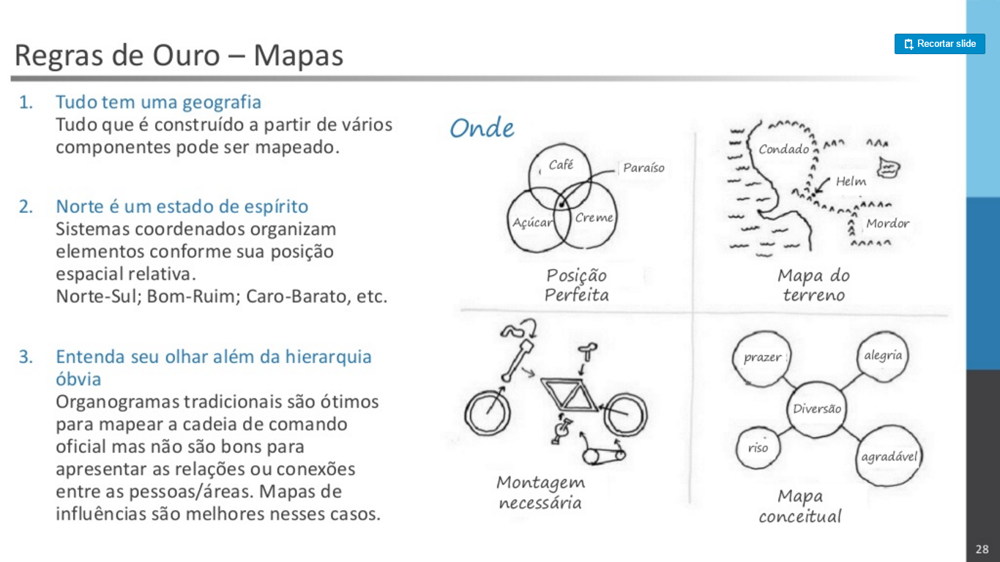 Recortar slide
Regras de Ouro – Mapas
1. Tudo tem uma geografia
Tudo que é construído a partir de vários
componentes pode ser mapeado.
2. Norte é um estado de espírito
Sistemas coordenados organizam
elementos conforme sua posição
espacial relativa.
Norte-Sul; Bom-Ruim; Caro-Barato, etc.
3. Entenda seu olhar além da hierarquia
óbvia
Organogramas tradicionais são ótimos
para mapear a cadeia de comando
oficial mas não são bons para
apresentar as relações ou conexões
entre as pessoas/áreas. Mapas de
influências são melhores nesses casos.
Onde
Café
Paraíso
Açúcar
Creme
Posição
Perfeita
Condado
Helm
Mordor
Mapa do
terreno
Montagem
necessária
prazer
alegria
Diversão
riso
agradável
Mapa
conceitual
28